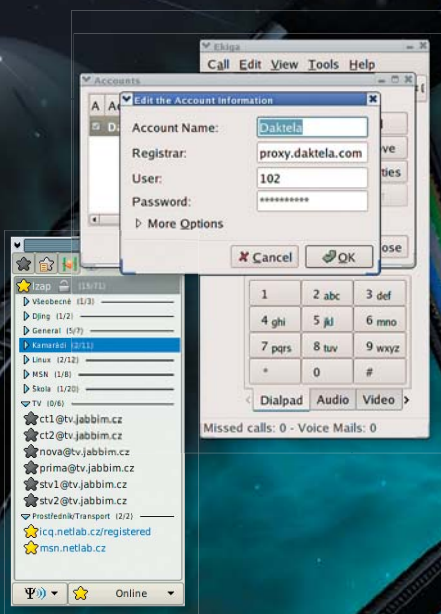 Ekiga
Call Edit View Tools Help
Accounts
A
Edit the Account Information
Account Name: Daktela
Registrar: proxy.daktela.com
User: 102
Password: **********
More Options
Cancel OK
1 2 abc 3 def
4 ghi 5 jkl 6 mno
7 pqrs 8 tuv 9 wxyz
* 0 #
Dialpad Audio Video
Missed calls: 0 - Voice Mails: 0
Izap (15/71)
Všeobecné (1/3)
DJing (1/2)
General (5/7)
Kamarádi (2/11)
Linux (2/12)
MSN (1/8)
Škola (1/20)
TV (0/6)
ct1@tv.jabbim.cz
ct2@tv.jabbim.cz
nova@tv.jabbim.cz
prima@tv.jabbim.cz
stv1@tv.jabbim.cz
stv2@tv.jabbim.cz
Prostředník/Transport (2/2)
icq.netlab.cz/registered
msn.netlab.cz
Online